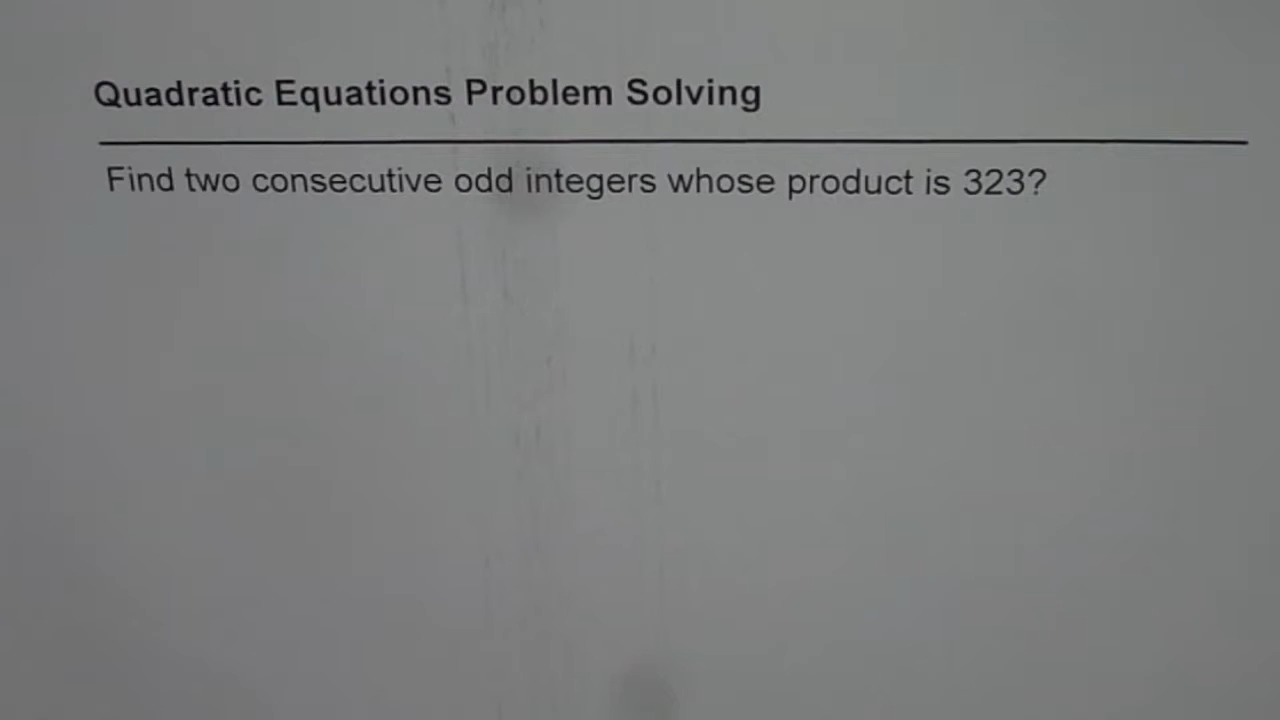 Quadratic Equations Problem Solving
Find two consecutive odd integers whose product is 323?